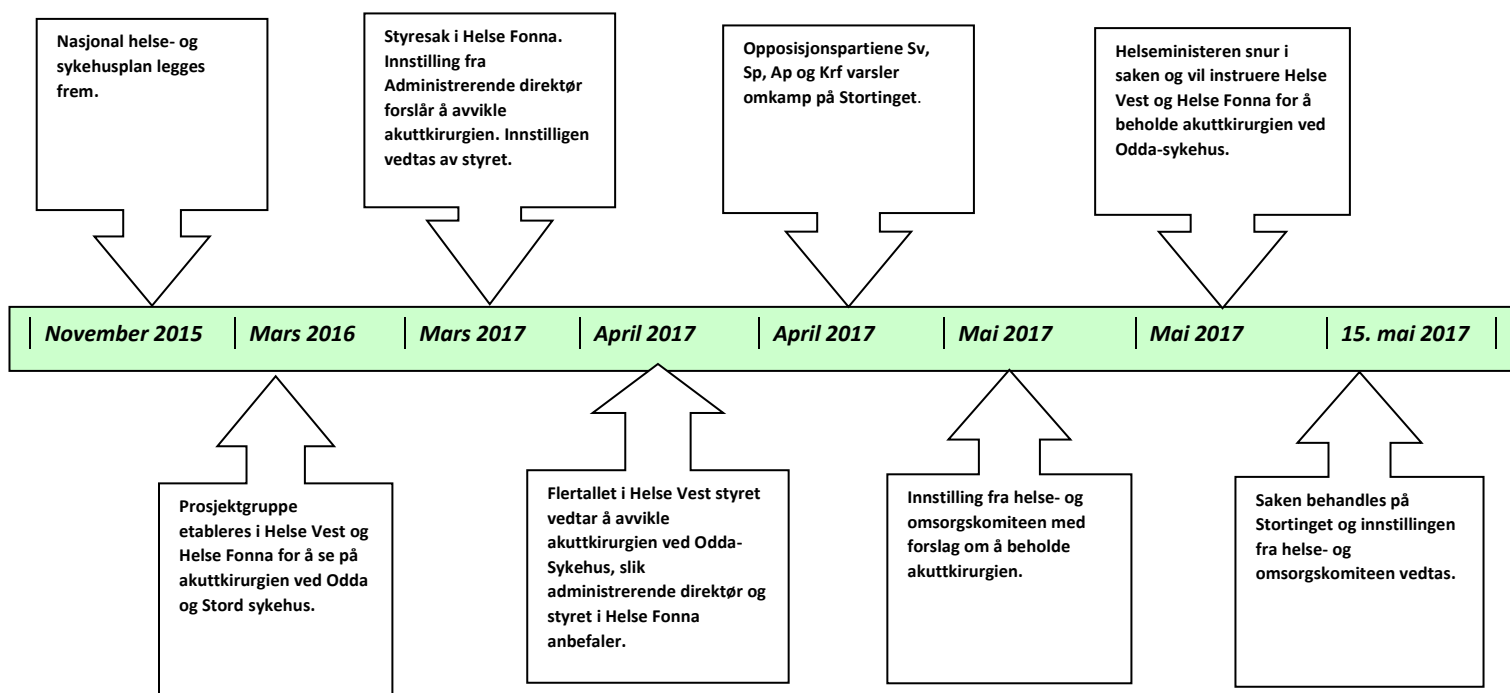 Nasjonal helse- og
sykehusplan legges
frem.
Styresak i Helse Fonna.
Innstilling fra
Administrerende direktør
forslår å avvikle
akuttkirurgien. Innstilligen
vedtas av styret.
Opposisjonspartiene Sv,
Sp, Ap og Krf varsler
omkamp på Stortinget.
Helseministeren snur i
saken og vil instruere Helse
Vest og Helse Fonna for å
beholde akuttkirurgien ved
Odda-sykehus.
| November 2015 | Mars 2016 | Mars 2017 | April 2017 | April 2017 | Mai 2017 | Mai 2017 | 15. mai 2017 |
Prosjektgruppe
etableres i Helse Vest og
Helse Fonna for å se på
akuttkirurgien ved Odda
og Stord sykehus.
Flertallet i Helse Vest styret
vedtar å avvikle
akuttkirurgien ved Odda-
Sykehus, slik
administrerende direktør og
styret i Helse Fonna
anbefaler.
Innstilling fra helse- og
omsorgskomiteen med
forslag om å beholde
akuttkirurgien.
Saken behandles på
Stortinget og innstillingen
fra helse- og
omsorgskomiteen vedtas.